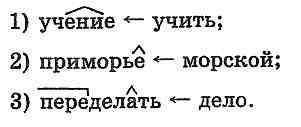 1) учение ← учить;
2) приморье ← морской;
3) переделать ← дело.